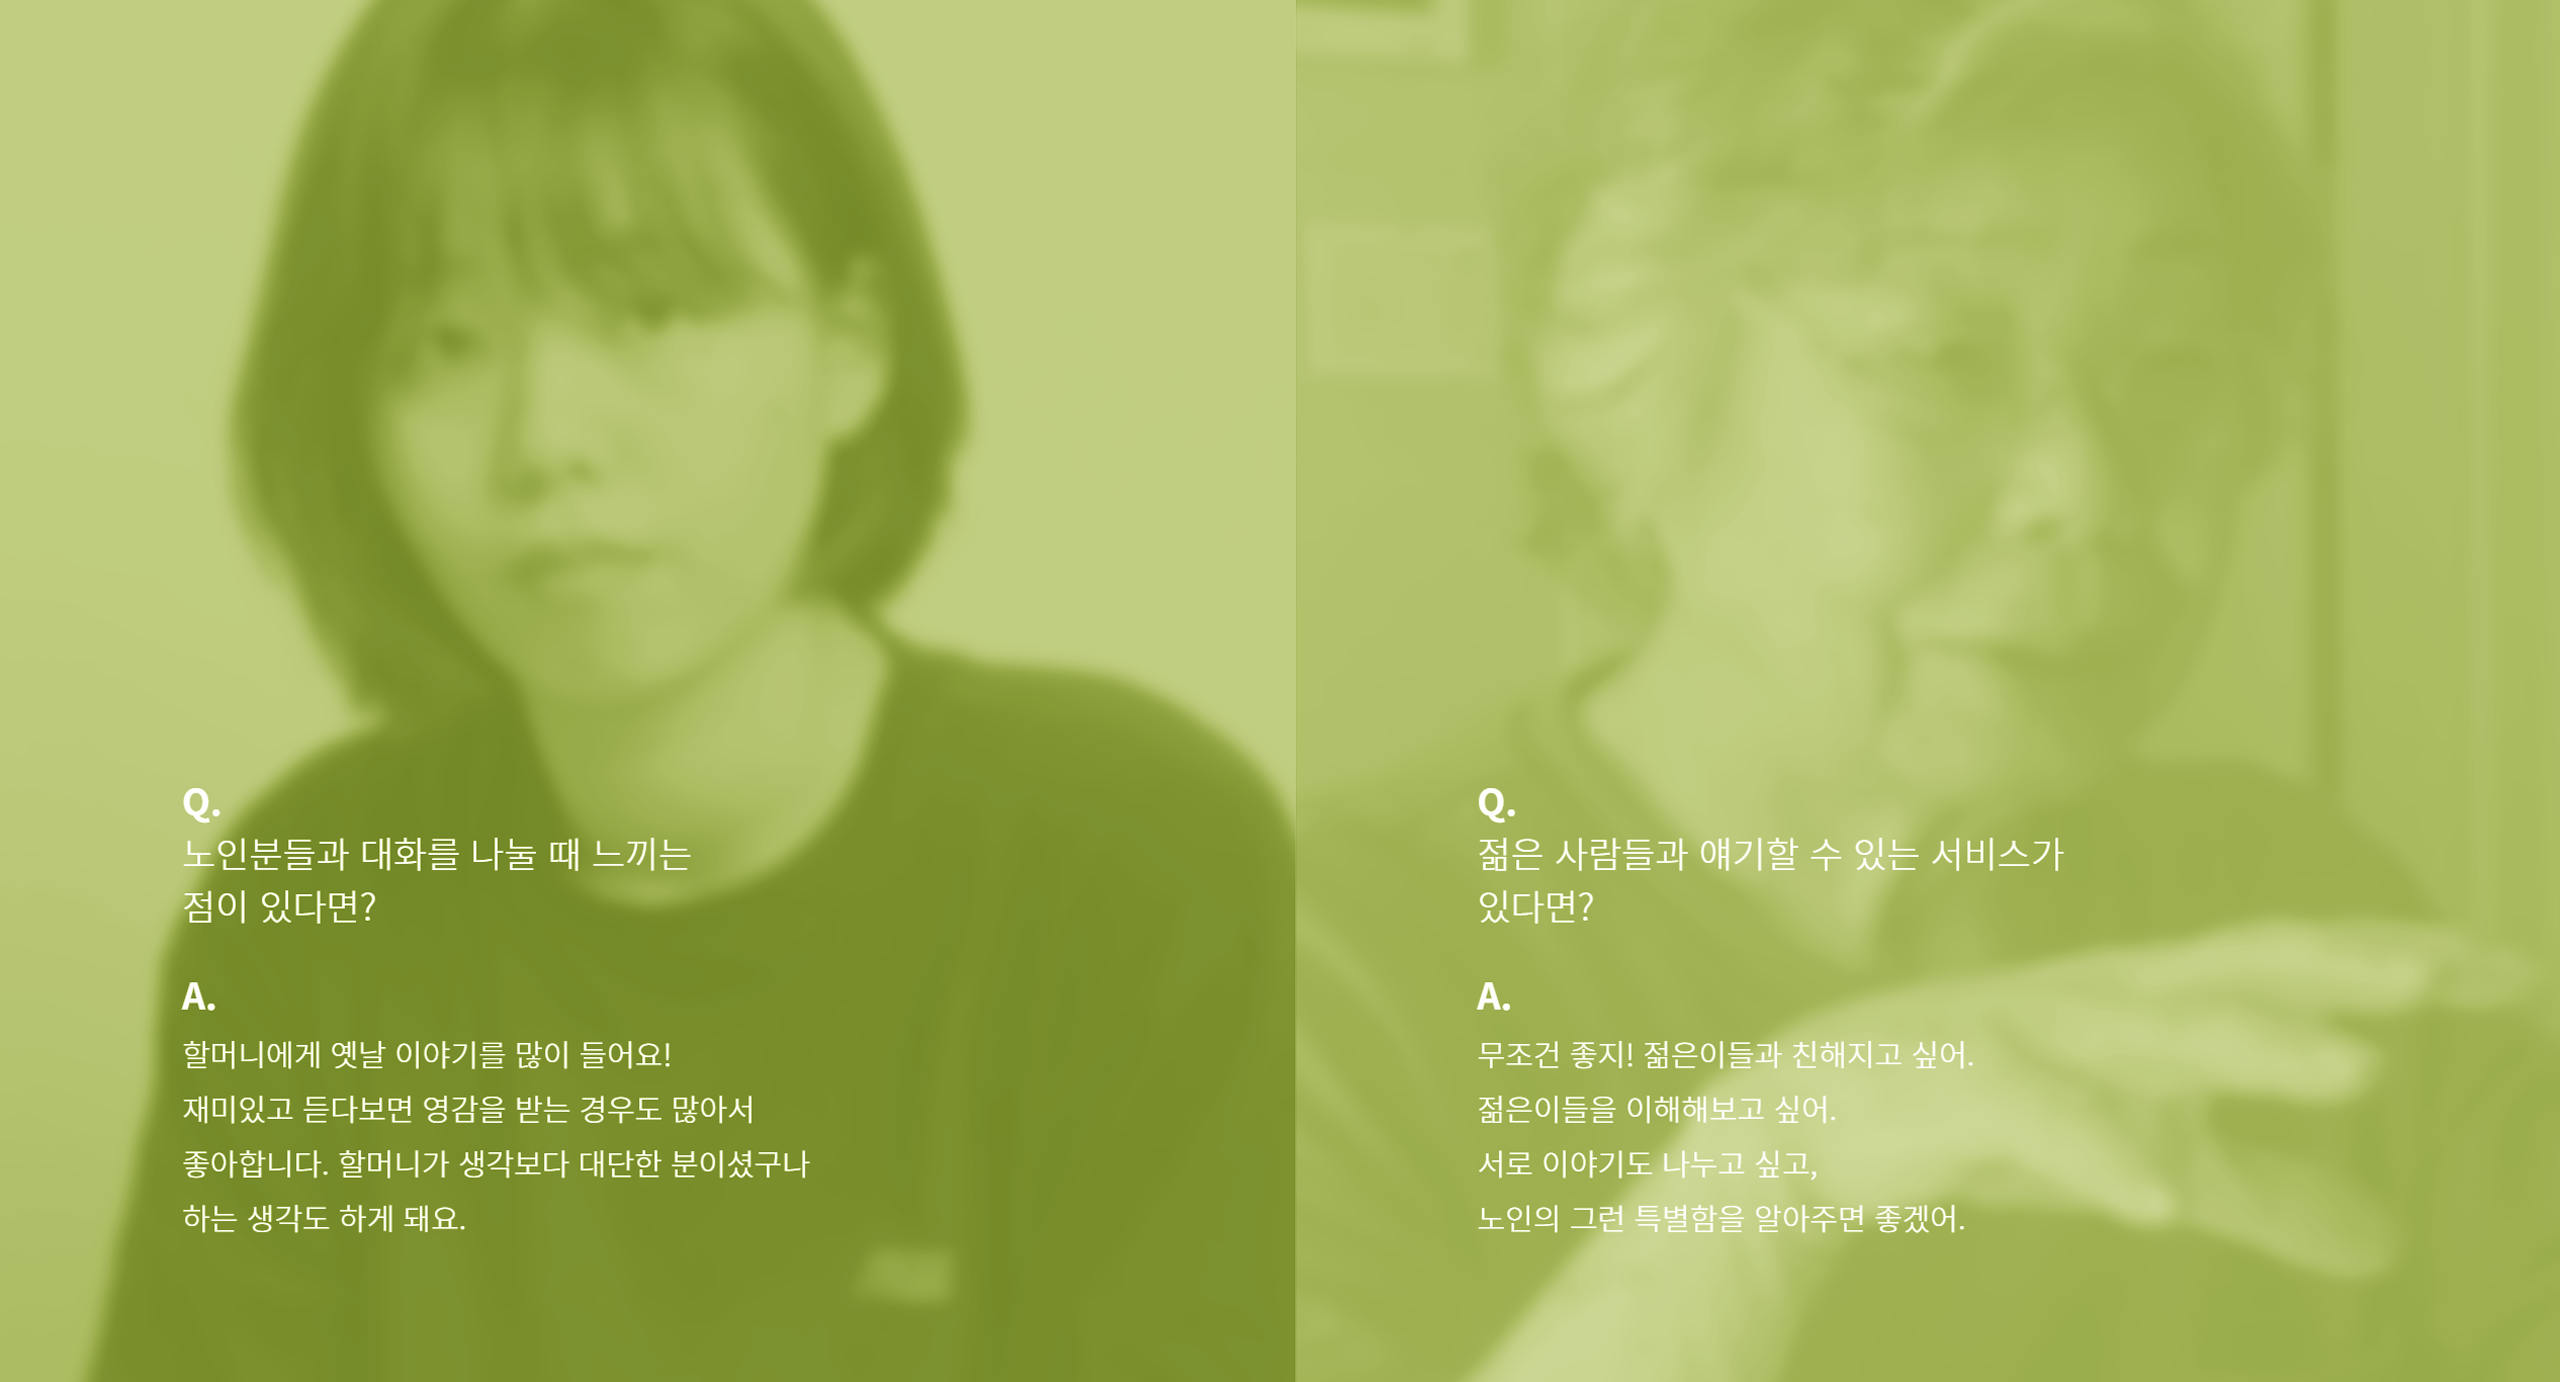 Q.
노인분들과 대화를 나눌 때 느끼는
점이 있다면?
A.
할머니에게 옛날 이야기를 많이 들어요!
재미있고 듣다보면 영감을 받는 경우도 많아서
좋아합니다. 할머니가 생각보다 대단한 분이셨구나
하는 생각도 하게 돼요.
Q.
젊은 사람들과 얘기할 수 있는 서비스가
있다면?
A.
무조건 좋지! 젊은이들과 친해지고 싶어.
젊은이들을 이해해보고 싶어.
서로 이야기도 나누고 싶고,
노인의 그런 특별함을 알아주면 좋겠어.